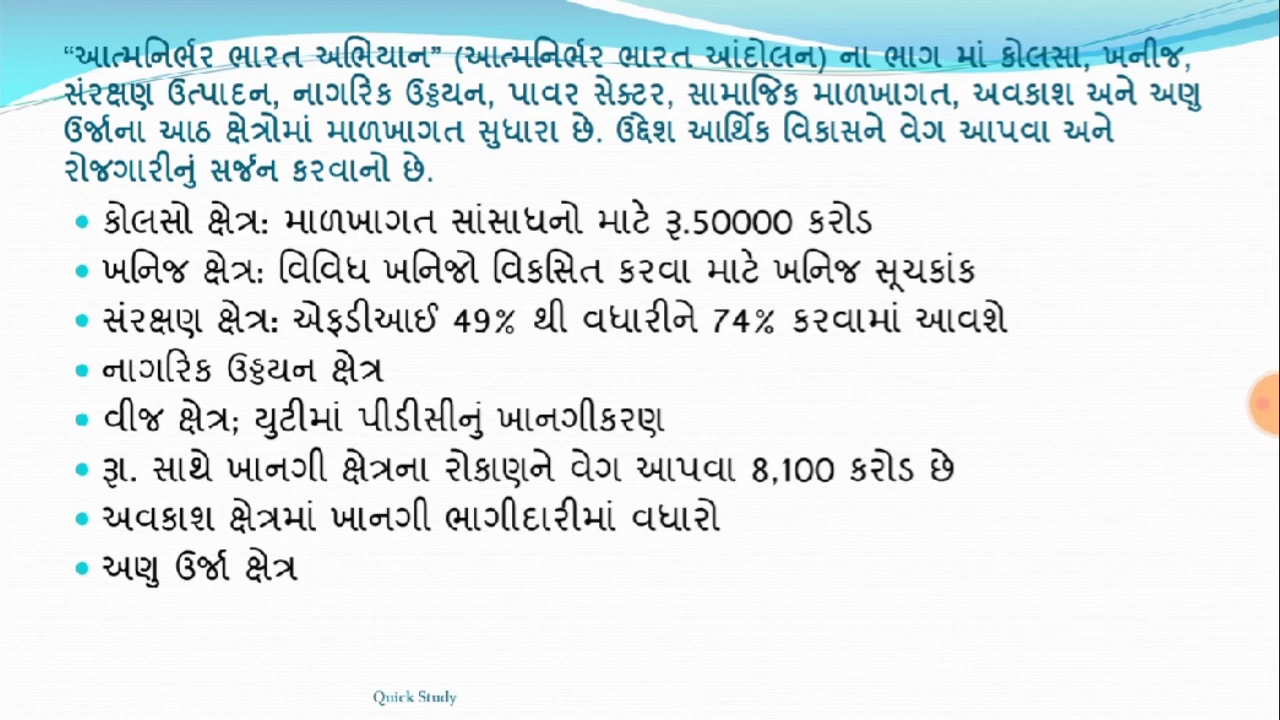 “આત્મનિર્ભર ભારત અભિયાન” (આત્મનિર્ભર ભારત આંદોલન) ના ભાગ માં કોલસા, ખનીજ,
સંરક્ષણ ઉત્પાદન, નાગરિક ઉડ્ડયન, પાવર સેક્ટર, સામાજિક માળખાગત, અવકાશ અને અણુ
ઉર્જાના આઠ ક્ષેત્રોમાં માળખાગત સુધારા છે. ઉદ્દેશ આર્થિક વિકાસને વેગ આપવા અને
રોજગારીનું સર્જન કરવાનો છે.
• કોલસો ક્ષેત્ર: માળખાગત સાંસાધનો માટે રૂ.50000 કરોડ
• ખનિજ ક્ષેત્ર: વિવિધ ખનિજો વિકસિત કરવા માટે ખનિજ સૂચકાંક
• સંરક્ષણ ક્ષેત્ર: એફડીઆઈ 49% થી વધારીને 74% કરવામાં આવશે
• નાગરિક ઉડ્ડયન ક્ષેત્ર
• વીજ ક્ષેત્ર; યુટીમાં પીડીસીનું ખાનગીકરણ
• રૂા. સાથે ખાનગી ક્ષેત્રના રોકાણને વેગ આપવા 8,100 કરોડ છે
• અવકાશ ક્ષેત્રમાં ખાનગી ભાગીદારીમાં વધારો
• અણુ ઉર્જા ક્ષેત્ર
Quick Study